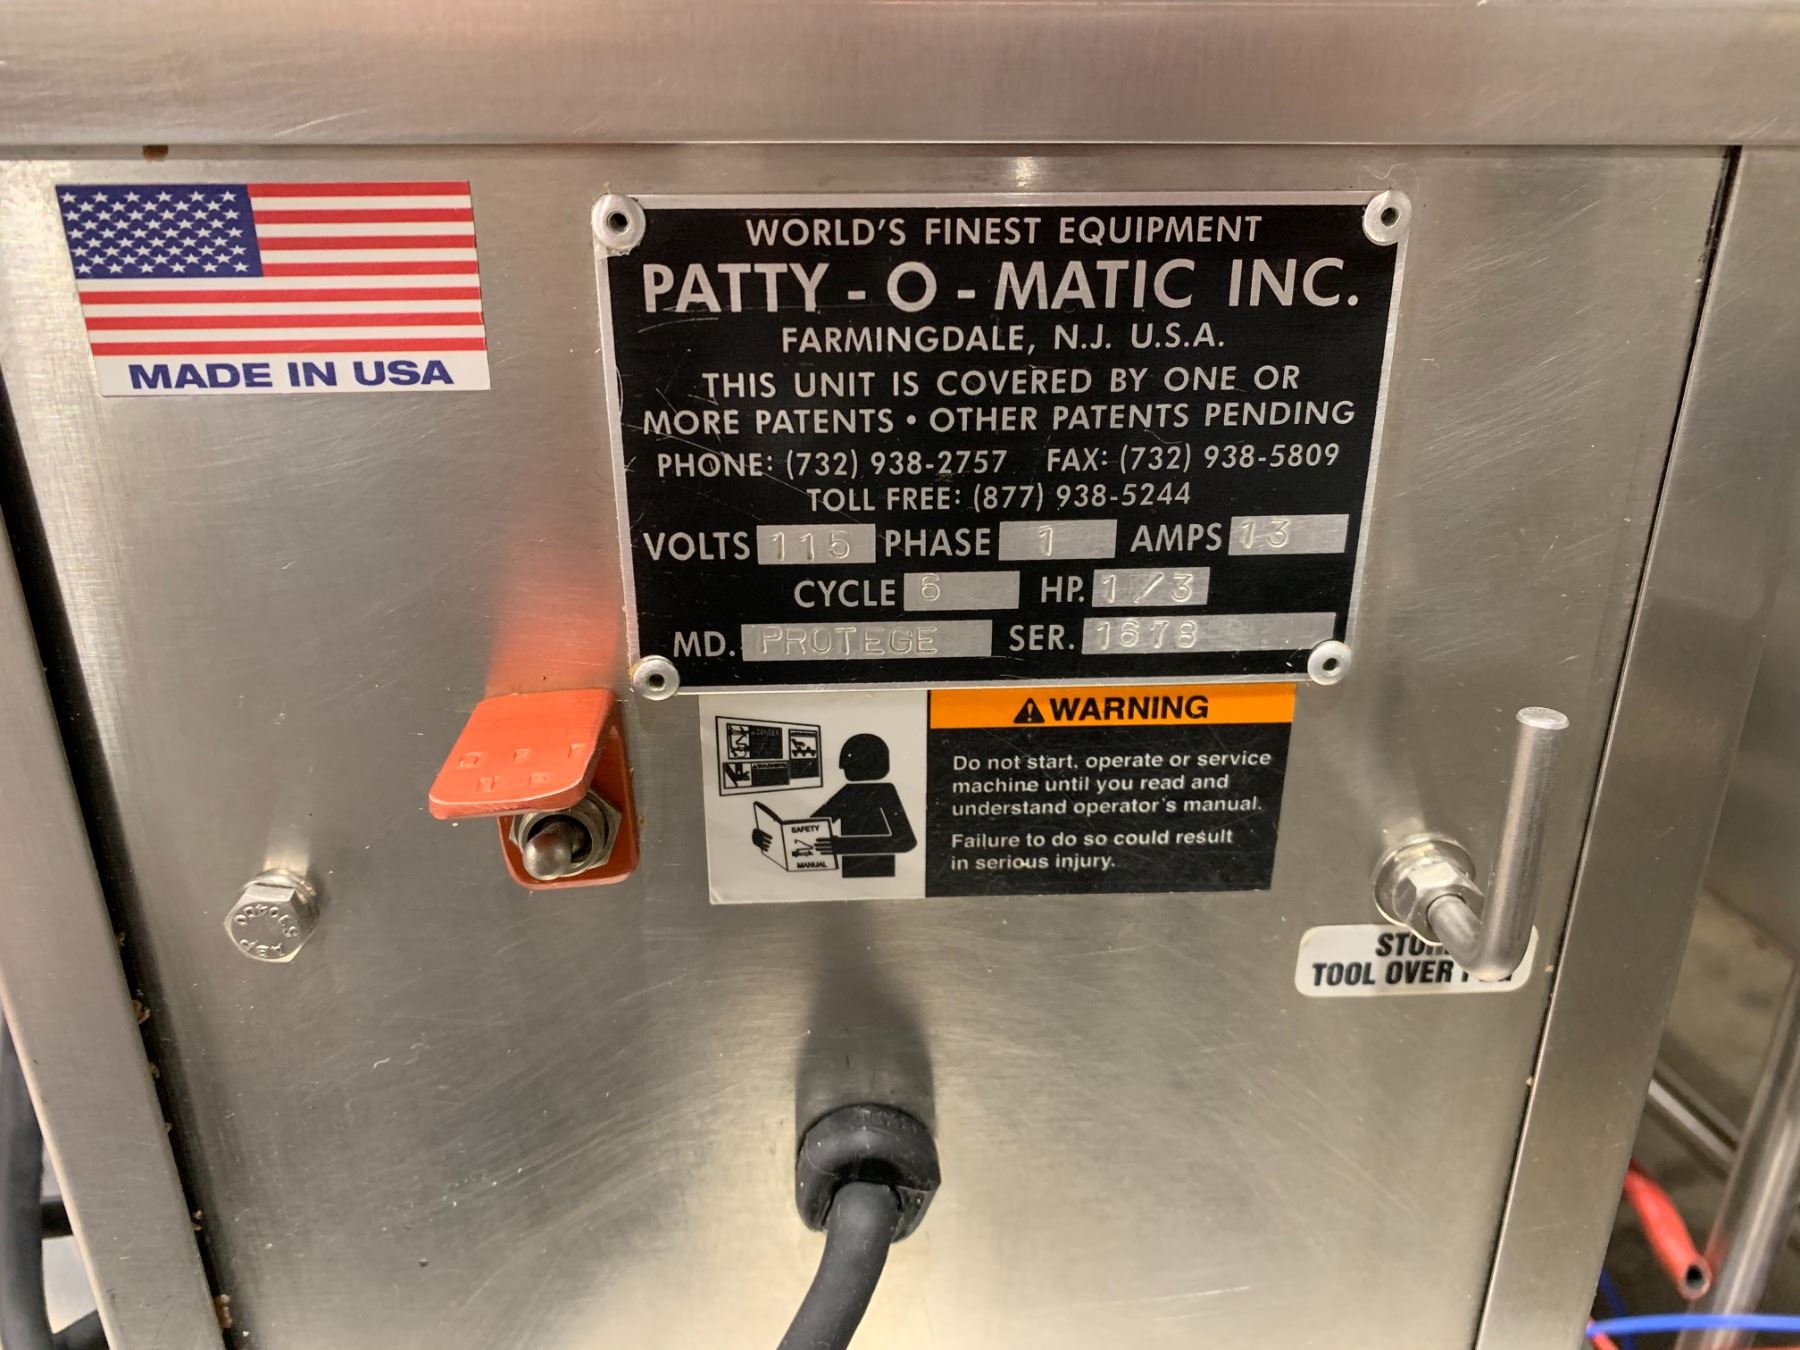 MADE IN USA
WORLD'S FINEST EQUIPMENT
PATTY - O - MATIC INC.
FARMINGDALE, N.J. U.S.A.
THIS UNIT IS COVERED BY ONE OR
MORE PATENTS • OTHER PATENTS PENDING
PHONE: (732) 938-2757 FAX: (732) 938-5809
TOLL FREE: (877) 938-5244
VOLTS 115 PHASE 1 AMPS 13
CYCLE 6 HP. 1/3
MD. PROTEGE SER. 1678
WARNING
Do not start, operate or service
machine until you read and
understand operator's manual.
Failure to do so could result
in serious injury.
DANGER
WARNING
SAFETY
MANUAL
TOOL OVER